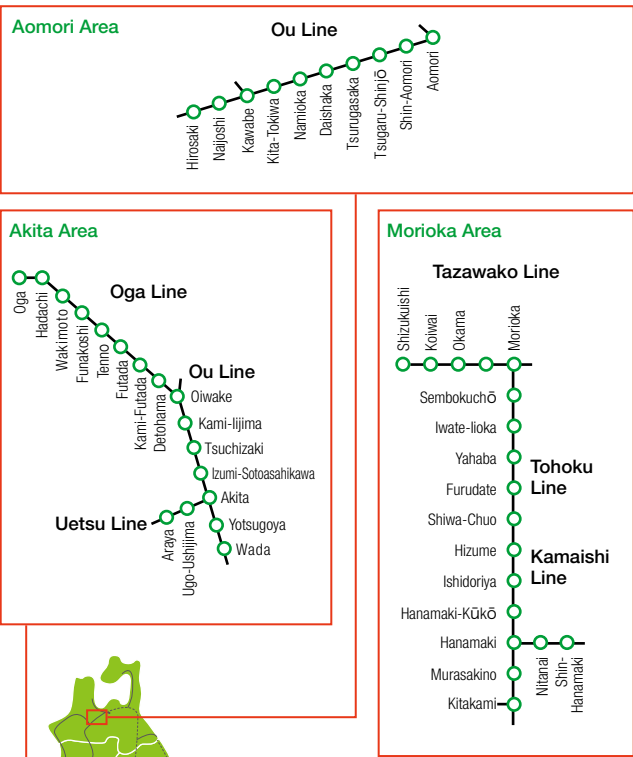 Aomori Area
Ou Line
Hirosaki
Naijoshi
Kawabe
Kita-Tokiwa
Namioka
Daishaka
Tsurugasaka
Tsugaru-Shinjō
Shin-Aomori
Aomori
Akita Area
Oga Line
Oga
Hadachi
Wakimoto
Funakoshi
Tenno
Futada
Kami-Futada
Detohama
Ou Line
Oiwake
Kami-Iijima
Tsuchizaki
Izumi-Sotoasahikawa
Akita
Yotsugoya
Wada
Uetsu Line
Araya
Ugo-Ushijima
Morioka Area
Tazawako Line
Shizukuishi
Koiwai
Okama
Morioka
Sembokuchō
Iwate-Iioka
Yahaba
Furudate
Shiwa-Chuo
Hizume
Ishidoriya
Hanamaki-Kūkō
Hanamaki
Murasakino
Kitakami
Tohoku
Line
Kamaishi
Line
Nitanai
Shin-
Hanamaki